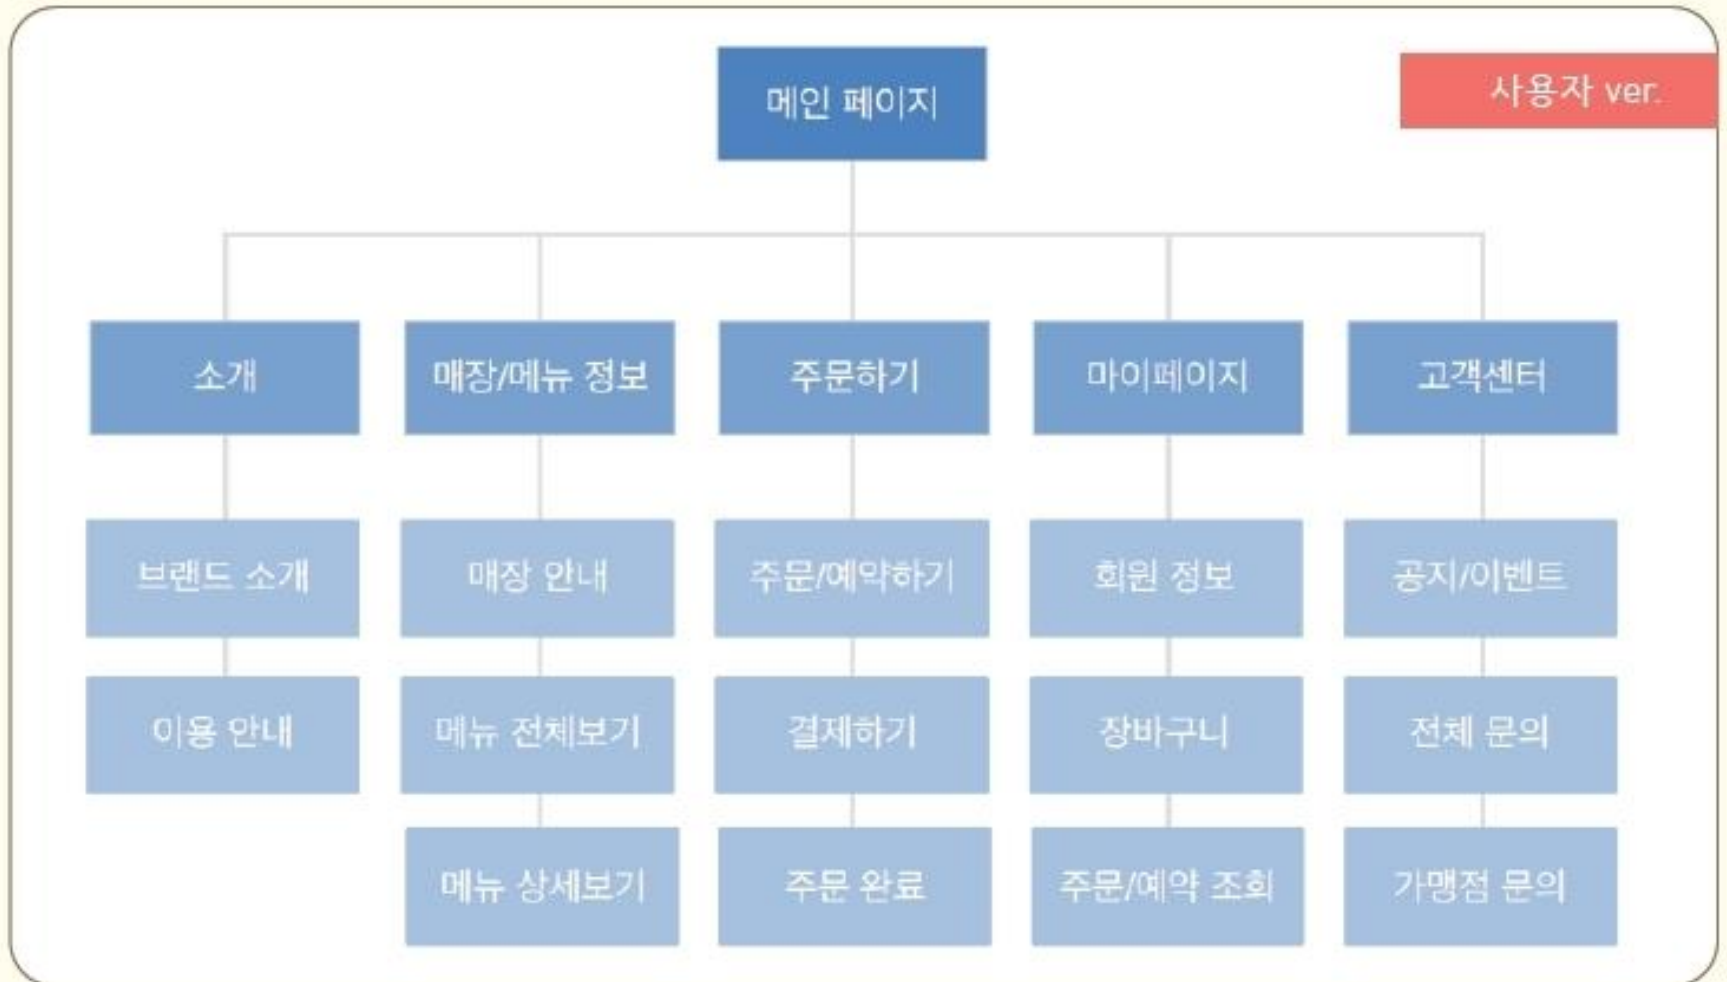 메인 페이지
사용자 ver.
소개
매장/메뉴 정보
주문하기
마이페이지
고객센터
브랜드 소개
매장 안내
주문/예약하기
회원 정보
공지/이벤트
이용 안내
메뉴 전체보기
결제하기
장바구니
전체 문의
메뉴 상세보기
주문 완료
주문/예약 조회
가맹점 문의